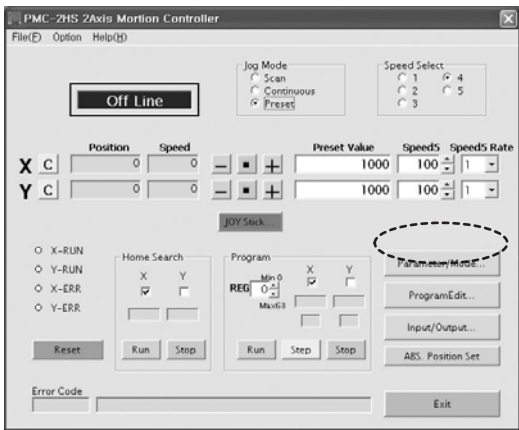 PMC-2HS 2Axis Mortion Controller
File(F) Option Help(H)
Off Line
Jog Mode
Scan
Continuous
Preset
Speed Select
1 4
2 5
3
Position Speed Preset Value Speed5 Speed5 Rate
X C 0 0 1000 100 1
Y C 0 0 1000 100 1
JOY Stick...
X-RUN
Y-RUN
X-ERR
Y-ERR
Reset
Home Search
X Y
Run Stop
Program
REG Min 0
0
Max63
X Y
Run Step Stop
Parameter/Mode...
ProgramEdit...
Input/Output...
ABS. Position Set
Error Code
Exit